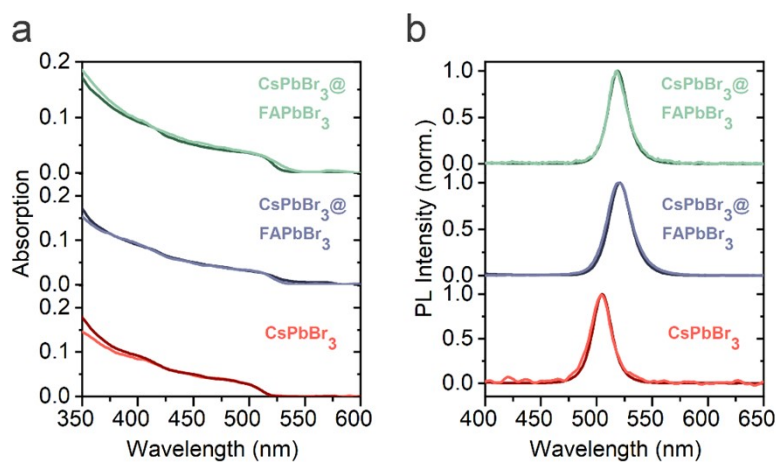 a
Absorption
0.2
0.1
0.0
0.2
0.1
0.0
0.2
0.1
0.0
CsPbBr3@
FAPbBr3
CsPbBr3@
FAPbBr3
CsPbBr3
350 400 450 500 550 600
Wavelength (nm)
b
PL Intensity (norm.)
1.0
0.5
0.0
1.0
0.5
0.0
1.0
0.5
0.0
CsPbBr3@
FAPbBr3
CsPbBr3@
FAPbBr3
CsPbBr3
400 450 500 550 600 650
Wavelength (nm)